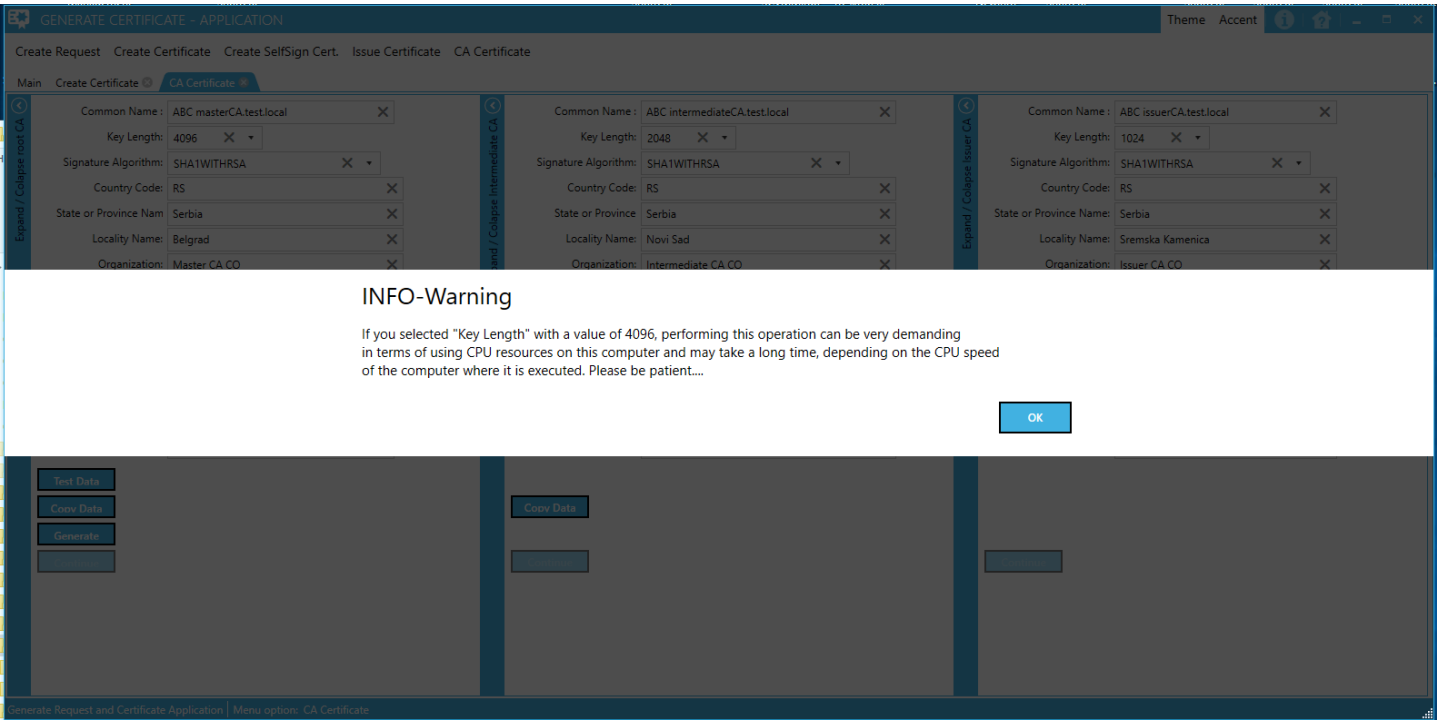 GENERATE CERTIFICATE - APPLICATION
Theme Accent
Create Request Create Certificate Create SelfSign Cert. Issue Certificate CA Certificate
Main Create Certificate CA Certificate
Expand / Colapse root CA
Common Name : ABC masterCA.test.local
Key Length: 4096
Signature Algorithm: SHA1WITHRSA
Country Code: RS
State or Province Nam Serbia
Locality Name: Belgrad
Organization: Master CA CO
and / Colapse Intermediate CA
Common Name : ABC intermediateCA.test.local
Key Length: 2048
Signature Algorithm: SHA1WITHRSA
Country Code: RS
State or Province Serbia
Locality Name: Novi Sad
Organization: Intermediate CA CO
Expand / Colapse Issuer CA
Common Name : ABC issuerCA.test.local
Key Length: 1024
Signature Algorithm: SHA1WITHRSA
Country Code: RS
State or Province Name: Serbia
Locality Name: Sremska Kamenica
Organization: Issuer CA CO
INFO-Warning
If you selected "Key Length" with a value of 4096, performing this operation can be very demanding
in terms of using CPU resources on this computer and may take a long time, depending on the CPU speed
of the computer where it is executed. Please be patient....
OK
Test Data
Copy Data
Generate
Copy Data
Generate Request and Certificate Application Menu option: CA Certificate